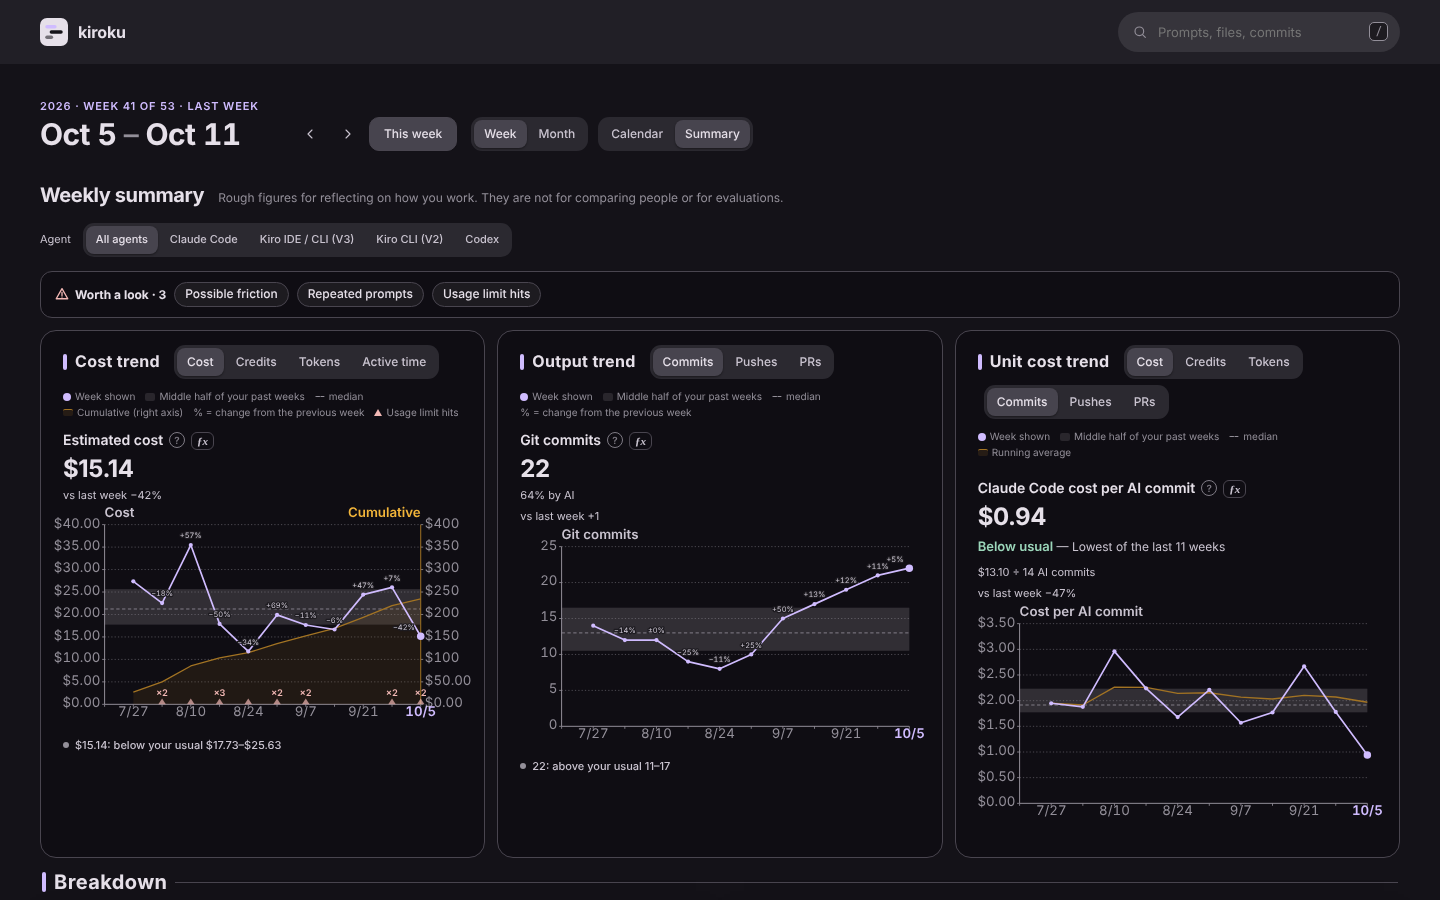 kiroku
Prompts, files, commits
/
2026 · WEEK 41 OF 53 · LAST WEEK
Oct 5 – Oct 11
This week
Week
Month
Calendar
Summary
Weekly summary
Rough figures for reflecting on how you work. They are not for comparing people or for evaluations.
Agent
All agents
Claude Code
Kiro IDE / CLI (V3)
Kiro CLI (V2)
Codex
Worth a look · 3
Possible friction
Repeated prompts
Usage limit hits
Cost trend
Cost
Credits
Tokens
Active time
Week shown
Middle half of your past weeks
median
Cumulative (right axis)
% = change from the previous week
Usage limit hits
Estimated cost
?
ƒx
$15.14
vs last week −42%
Cost
Cumulative
$40.00
$35.00
$30.00
$25.00
$20.00
$15.00
$10.00
$5.00
$0.00
$400
$350
$300
$250
$200
$150
$100
$50.00
$0.00
−18%
+57%
−50%
−34%
+69%
−11%
−6%
+47%
+7%
−42%
×2
×3
×2
×2
×2
×2
7/27
8/10
8/24
9/7
9/21
10/5
$15.14: below your usual $17.73–$25.63
Output trend
Commits
Pushes
PRs
Week shown
Middle half of your past weeks
median
% = change from the previous week
Git commits
?
ƒx
22
64% by AI
vs last week +1
Git commits
25
20
15
10
5
0
−14%
±0%
−25%
−11%
+25%
+50%
+13%
+12%
+11%
+5%
7/27
8/10
8/24
9/7
9/21
10/5
22: above your usual 11–17
Unit cost trend
Cost
Credits
Tokens
Commits
Pushes
PRs
Week shown
Middle half of your past weeks
median
Running average
Claude Code cost per AI commit
?
ƒx
$0.94
Below usual — Lowest of the last 11 weeks
$13.10 ÷ 14 AI commits
vs last week −47%
Cost per AI commit
$3.50
$3.00
$2.50
$2.00
$1.50
$1.00
$0.50
$0.00
7/27
8/10
8/24
9/7
9/21
10/5
Breakdown